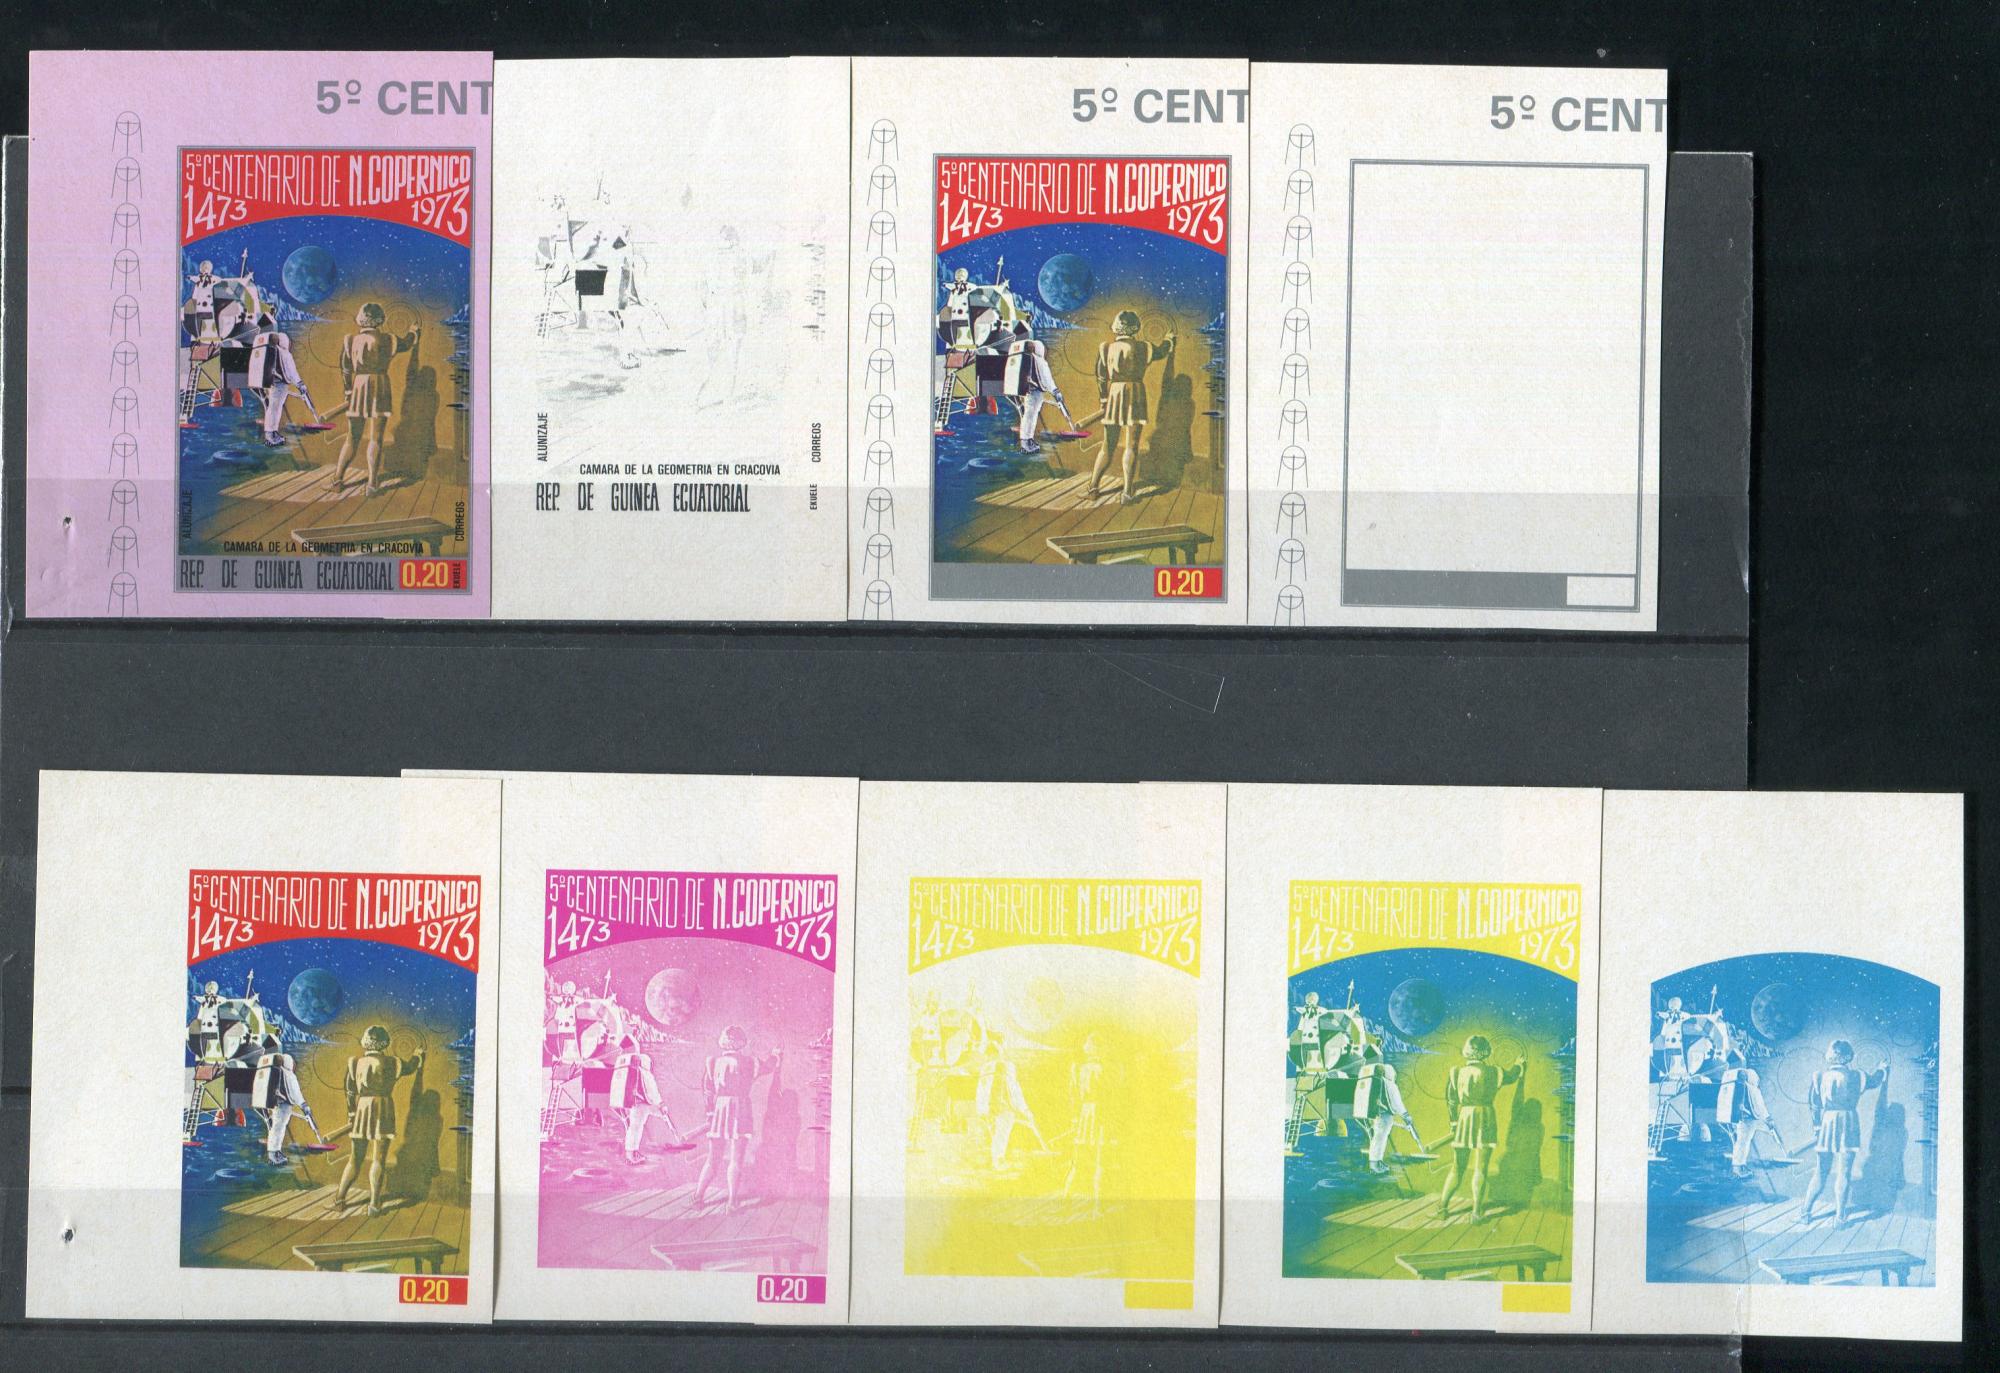 5º CENT
5º CENTENARIO DE N. COPERNICO
1473 1973
ALUNIZAJE
CORREOS
CAMARA DE LA GEOMETRIA EN CRACOVIA
REP. DE GUINEA ECUATORIAL 0.20 EKUELE
ALUNIZAJE
CORREOS
CAMARA DE LA GEOMETRIA EN CRACOVIA
REP. DE GUINEA ECUATORIAL EKUELE
5º CENT
5º CENTENARIO DE N. COPERNICO
1473 1973
0.20
5º CENT
5º CENTENARIO DE N. COPERNICO
1473 1973
0.20
5º CENTENARIO DE N. COPERNICO
1473 1973
0.20
5º CENTENARIO DE N. COPERNICO
1473 1973
5º CENTENARIO DE N. COPERNICO
1473 1973